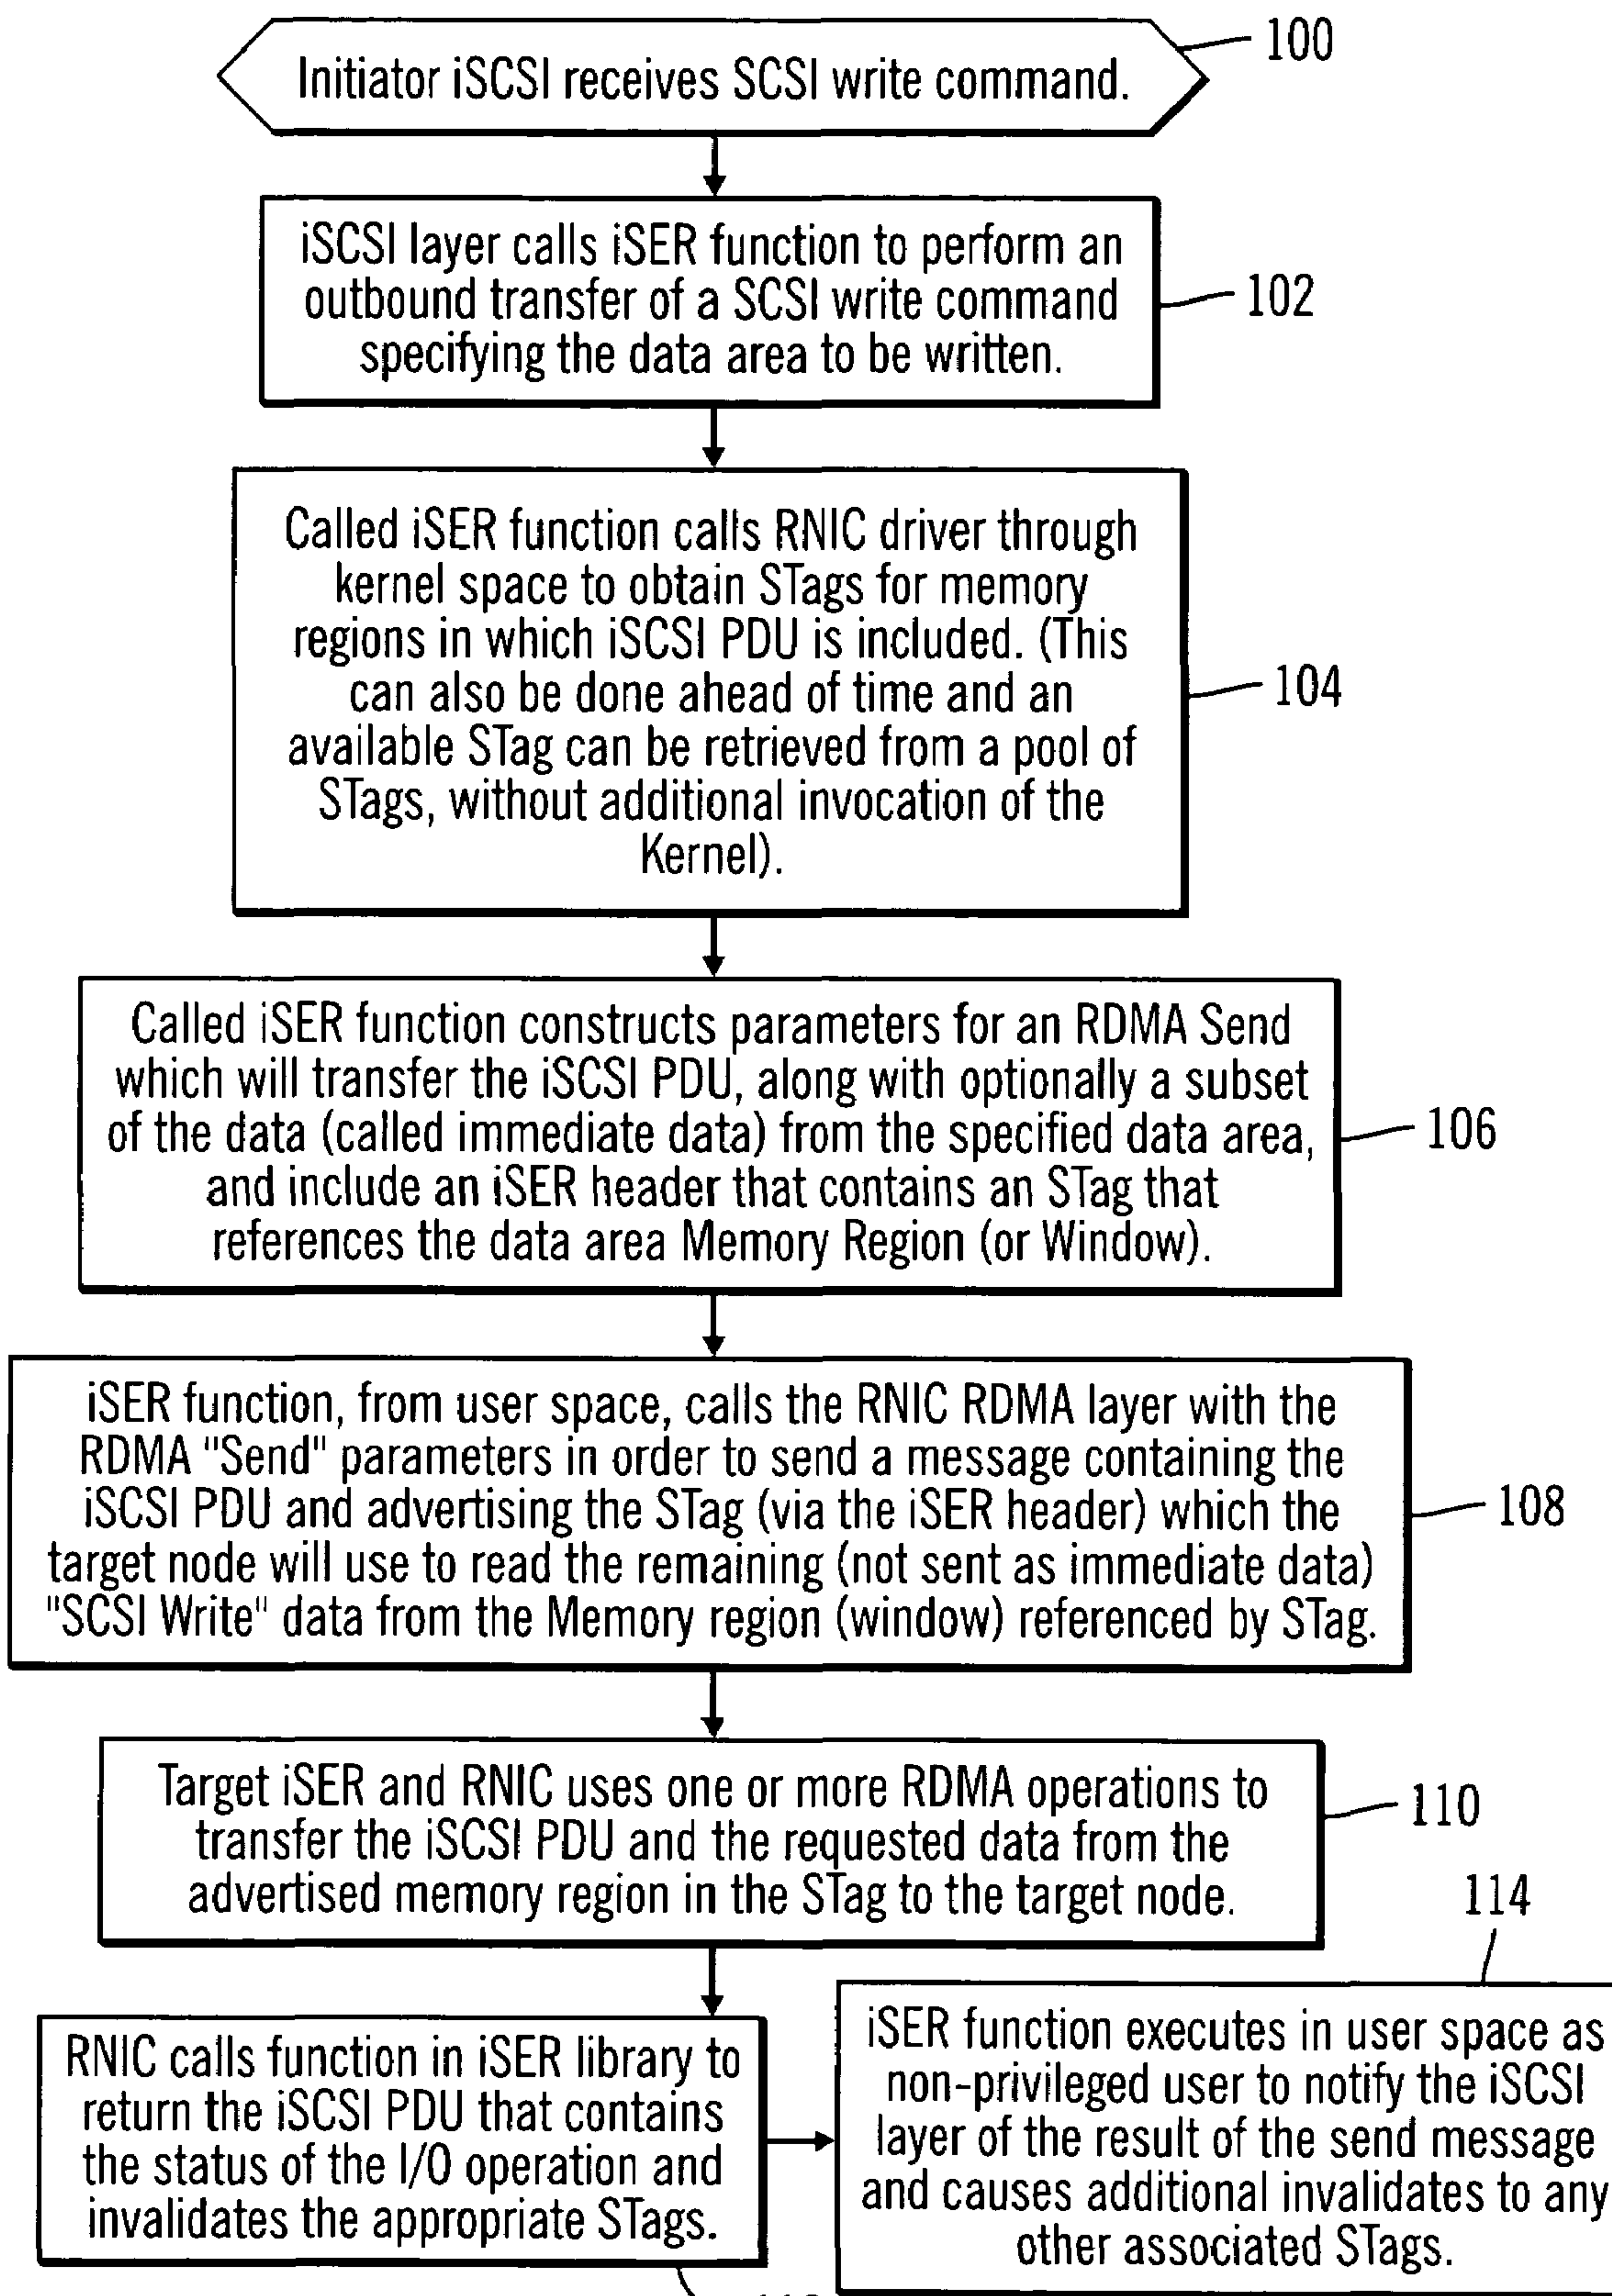 Initiator iSCSI receives SCSI write command.
100
iSCSI layer calls iSER function to perform an
outbound transfer of a SCSI write command
specifying the data area to be written.
102
Called iSER function calls RNIC driver through
kernel space to obtain STags for memory
regions in which iSCSI PDU is included. (This
can also be done ahead of time and an
available STag can be retrieved from a pool of
STags, without additional invocation of the
Kernel).
104
Called iSER function constructs parameters for an RDMA Send
which will transfer the iSCSI PDU, along with optionally a subset
of the data (called immediate data) from the specified data area,
and include an iSER header that contains an STag that
references the data area Memory Region (or Window).
106
iSER function, from user space, calls the RNIC RDMA layer with the
RDMA "Send" parameters in order to send a message containing the
iSCSI PDU and advertising the STag (via the iSER header) which the
target node will use to read the remaining (not sent as immediate data)
"SCSI Write" data from the Memory region (window) referenced by STag.
108
Target iSER and RNIC uses one or more RDMA operations to
transfer the iSCSI PDU and the requested data from the
advertised memory region in the STag to the target node.
110
RNIC calls function in iSER library to
return the iSCSI PDU that contains
the status of the I/O operation and
invalidates the appropriate STags.
114
iSER function executes in user space as
non-privileged user to notify the iSCSI
layer of the result of the send message
and causes additional invalidates to any
other associated STags.